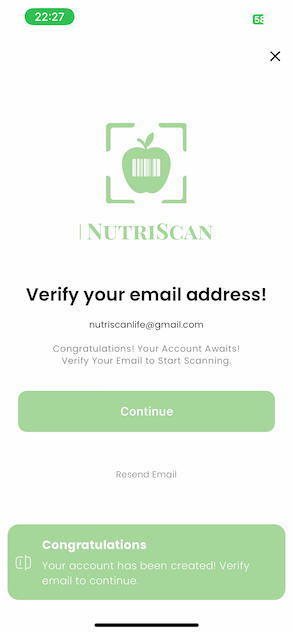 22:27
58
NutriScan
Verify your email address!
nutriscanlife@gmail.com
Congratulations! Your Account Awaits!
Verify Your Email to Start Scanning.
Continue
Resend Email
Congratulations
Your account has been created! Verify
email to continue.